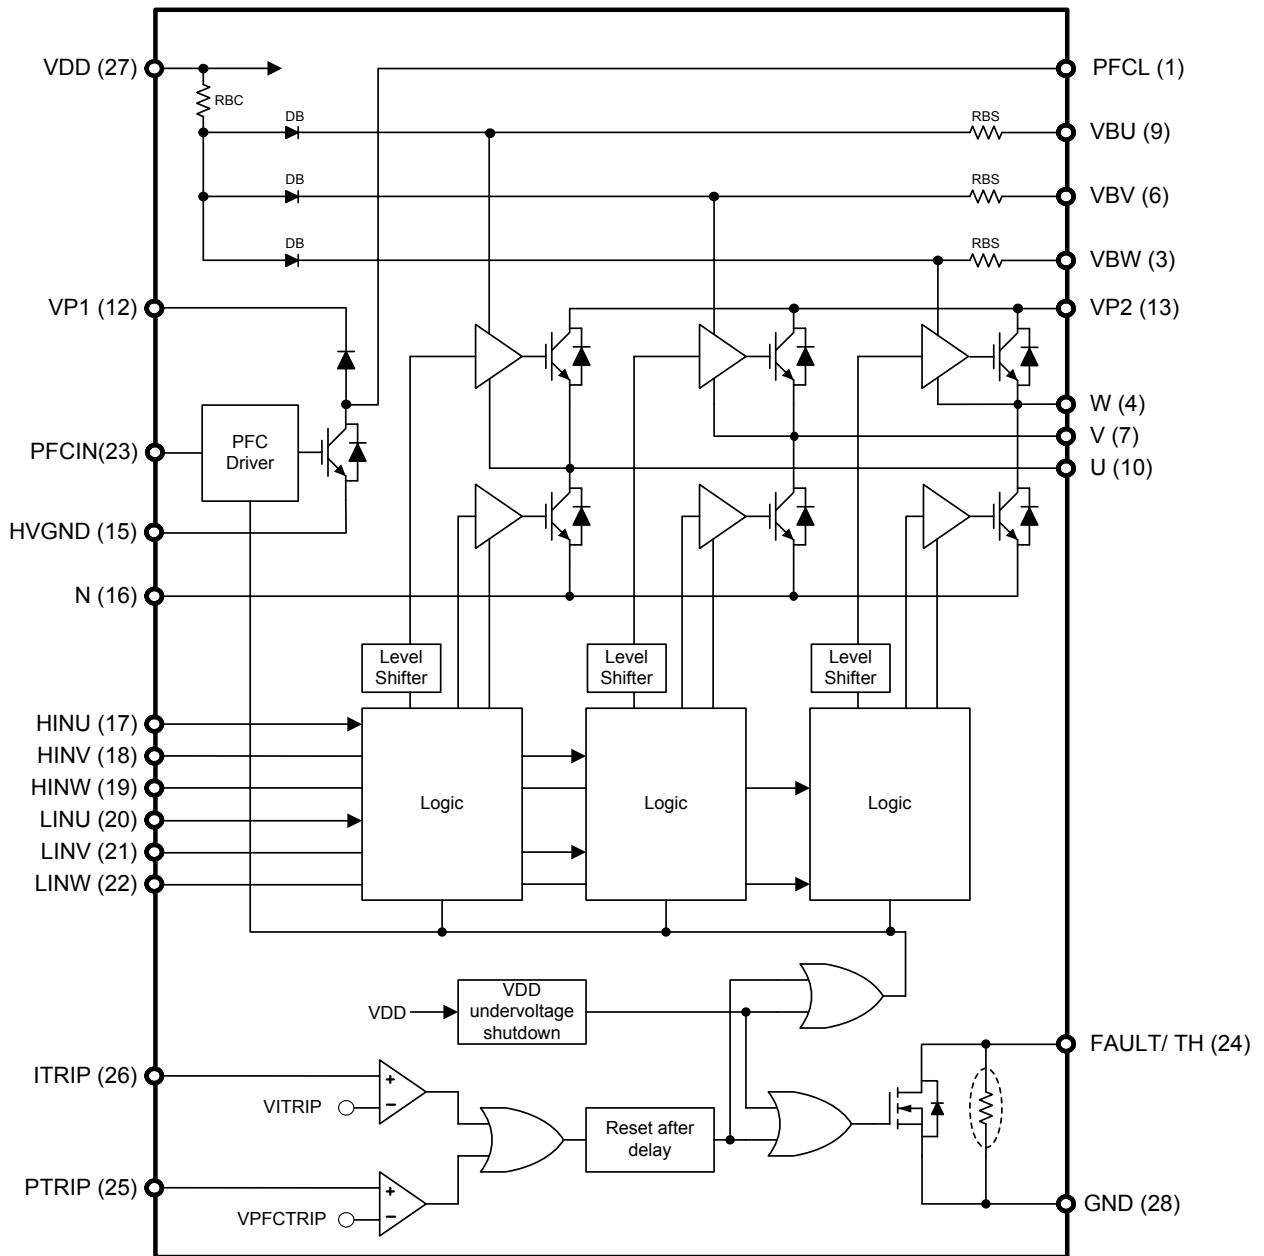 VDD (27)
PFCL (1)
RBC
DB
RBS
VBU (9)
DB
RBS
VBV (6)
DB
RBS
VBW (3)
VP1 (12)
VP2 (13)
W (4)
PFCIN(23)
PFC
Driver
V (7)
U (10)
HVGND (15)
N (16)
Level
Shifter
Level
Shifter
Level
Shifter
HINU (17)
HINV (18)
HINW (19)
LINU (20)
LINV (21)
LINW (22)
Logic
Logic
Logic
VDD
VDD
undervoltage
shutdown
FAULT/ TH (24)
ITRIP (26)
+
−
VITRIP
Reset after
delay
PTRIP (25)
+
−
VPFCTRIP
GND (28)